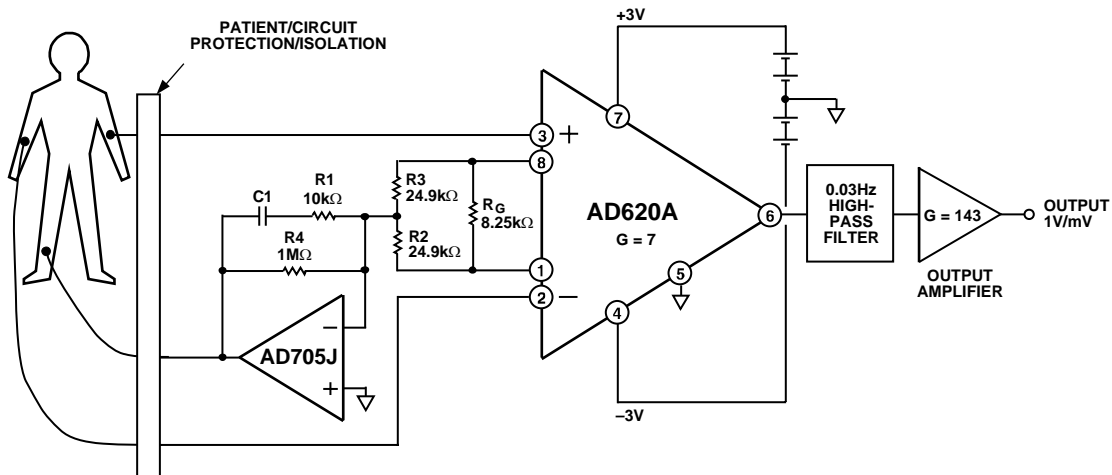 PATIENT/CIRCUIT
PROTECTION/ISOLATION
+3V
3
+
8
7
R3
24.9kΩ
C1
R1
10kΩ
RG
8.25kΩ
R4
1MΩ
R2
24.9kΩ
AD620A
G = 7
6
0.03Hz
HIGH-
PASS
FILTER
G = 143
OUTPUT
1V/mV
1
2
–
5
4
OUTPUT
AMPLIFIER
–
AD705J
+
–3V